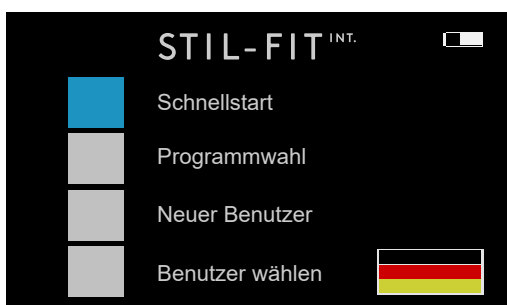 STIL-FIT INT.
Schnellstart
Programmwahl
Neuer Benutzer
Benutzer wählen